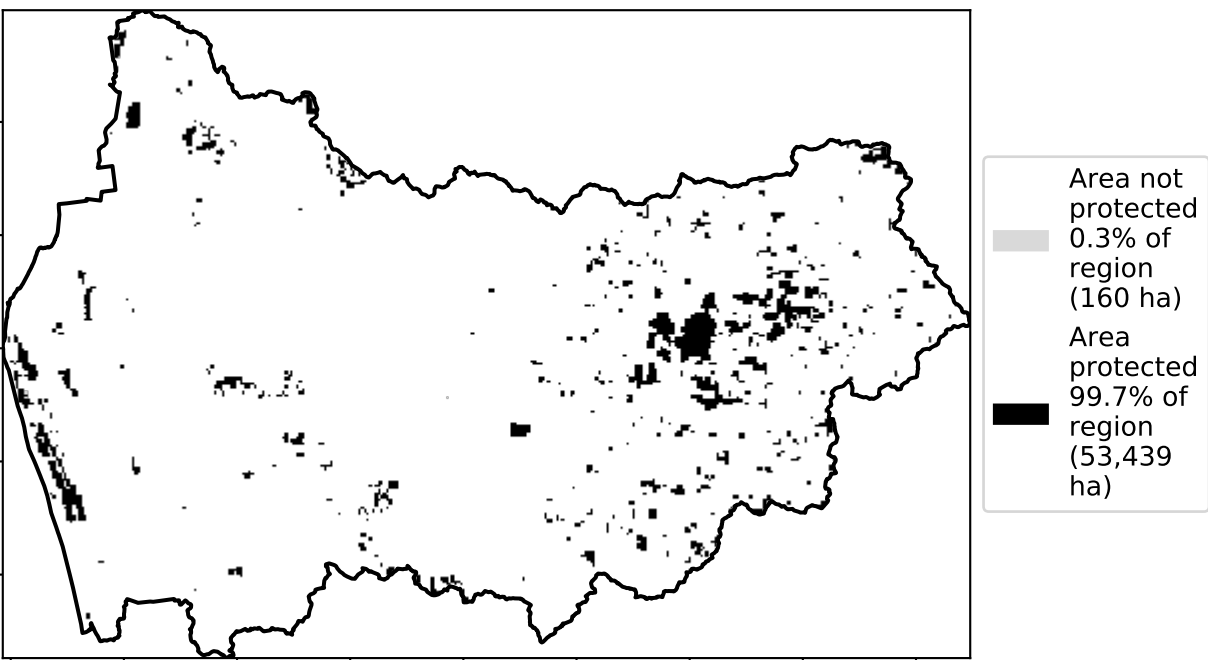 Area not
protected
0.3% of
region
(160 ha)
Area
protected
99.7% of
region
(53,439
ha)